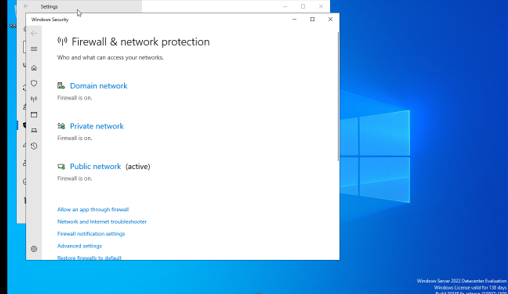 Settings
Windows Security
Firewall & network protection
Who and what can access your networks.
Domain network
Firewall is on.
Private network
Firewall is on.
Public network (active)
Firewall is on.
Allow an app through firewall
Network and Internet troubleshooter
Firewall notification settings
Advanced settings
Restore firewalls to default
Windows Server 2022 Datacenter Evaluation
Windows License valid for 138 days